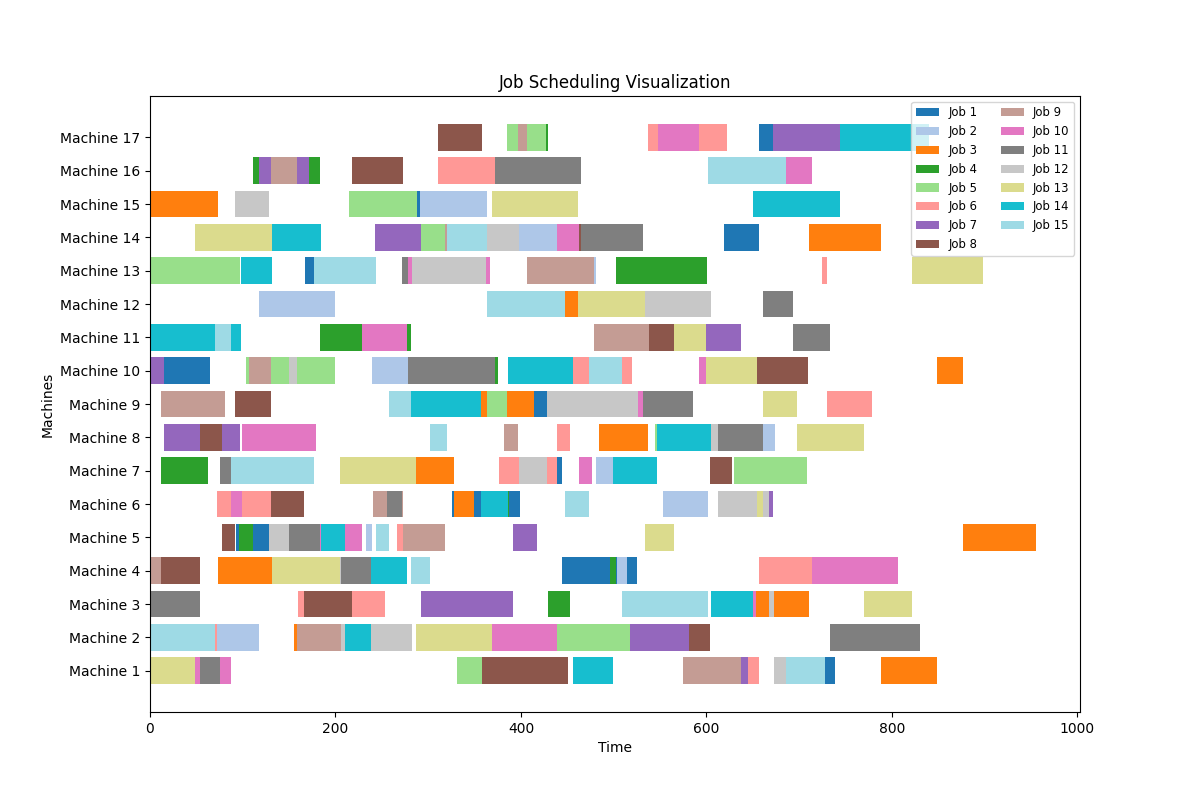 Job Scheduling Visualization
Machines
Machine 17
Machine 16
Machine 15
Machine 14
Machine 13
Machine 12
Machine 11
Machine 10
Machine 9
Machine 8
Machine 7
Machine 6
Machine 5
Machine 4
Machine 3
Machine 2
Machine 1
Job 1
Job 2
Job 3
Job 4
Job 5
Job 6
Job 7
Job 8
Job 9
Job 10
Job 11
Job 12
Job 13
Job 14
Job 15
0 200 400 600 800 1000
Time